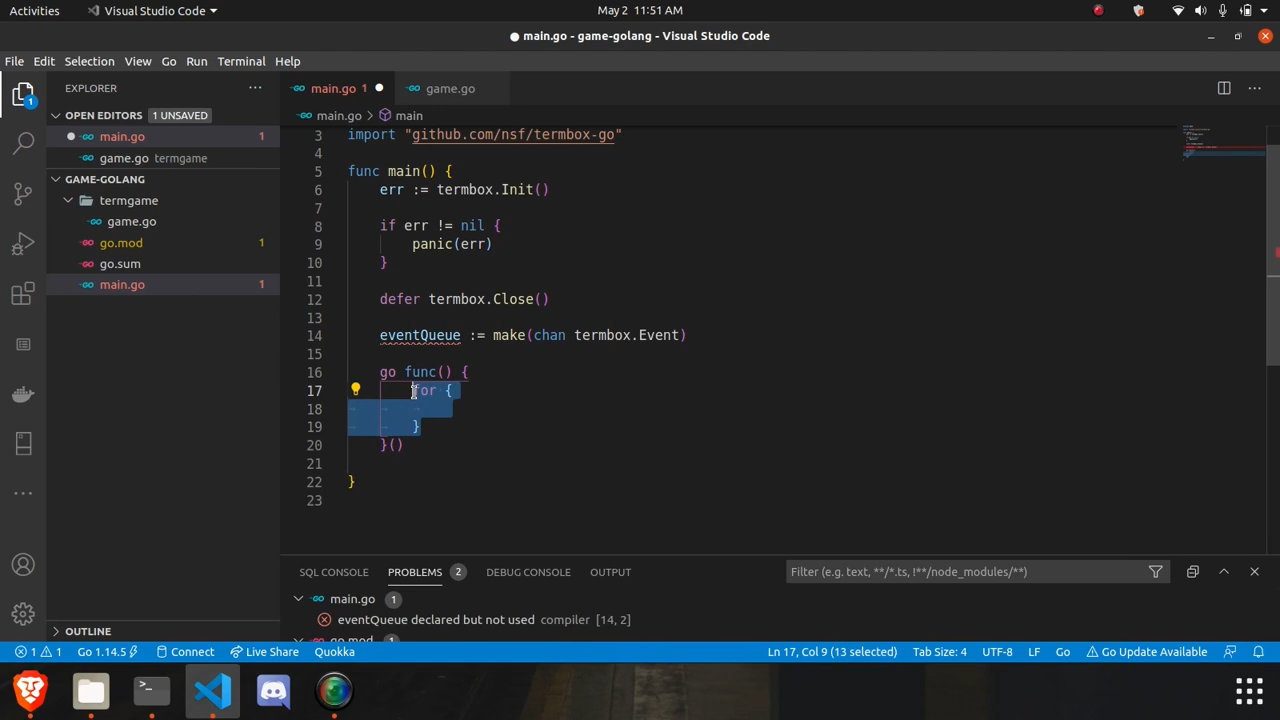 Activities
Visual Studio Code
May 2 11:51 AM
main.go - game-golang - Visual Studio Code
File Edit Selection View Go Run Terminal Help
EXPLORER
main.go 1
game.go
OPEN EDITORS 1 UNSAVED
main.go > main
main.go 1
game.go termgame
GAME-GOLANG
termgame
game.go
go.mod 1
go.sum
main.go 1
OUTLINE
3 import "github.com/nsf/termbox-go"
4
5 func main() {
6 err := termbox.Init()
7
8 if err != nil {
9 panic(err)
10 }
11
12 defer termbox.Close()
13
14 eventQueue := make(chan termbox.Event)
15
16 go func() {
17 for {
18
19 }
20 }()
21
22 }
23
SQL CONSOLE PROBLEMS 2 DEBUG CONSOLE OUTPUT
Filter (e.g. text, **/*.ts, !**/node_modules/**)
main.go 1
eventQueue declared but not used compiler [14, 2]
go.mod 1
1 1 Go 1.14.5 Connect Live Share Quokka Ln 17, Col 9 (13 selected) Tab Size: 4 UTF-8 LF Go Go Update Available